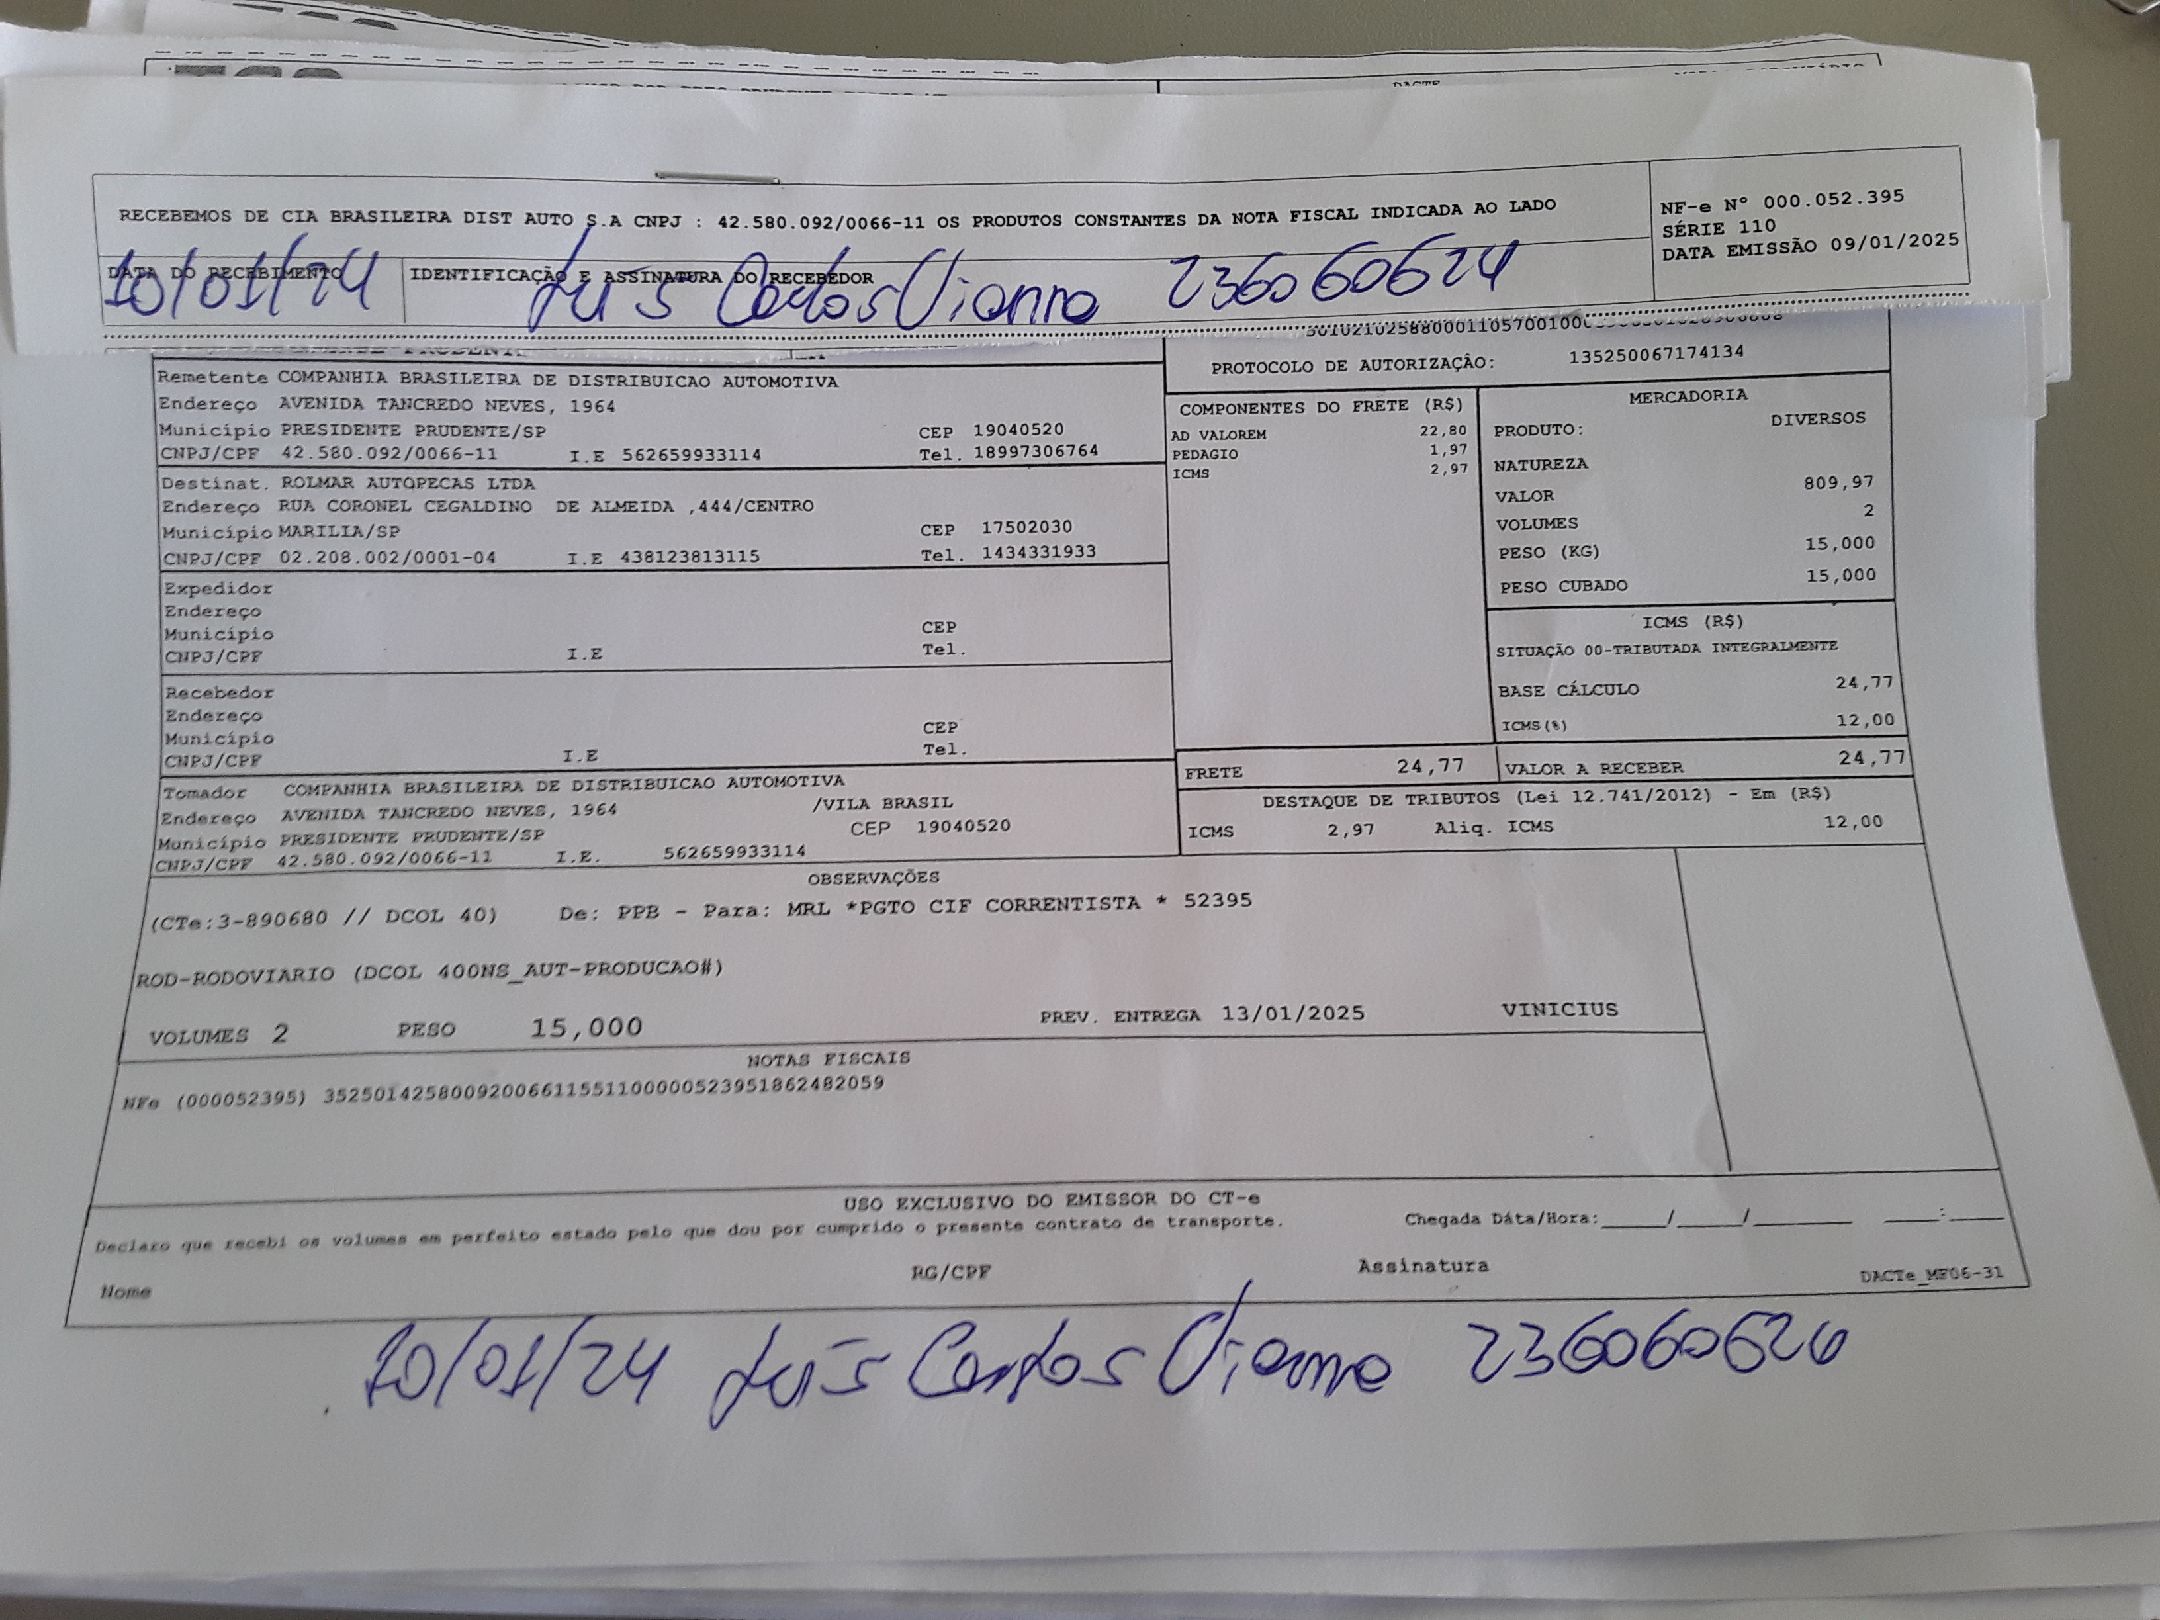 DACTE
RECEBEMOS DE CIA BRASILEIRA DIST AUTO S.A CNPJ : 42.580.092/0066-11 OS PRODUTOS CONSTANTES DA NOTA FISCAL INDICADA AO LADO
NF-e Nº 000.052.395
SÉRIE 110
DATA EMISSÃO 09/01/2025
DATA DO RECEBIMENTO
IDENTIFICAÇÃO E ASSINATURA DO RECEBEDOR
10/01/24 Luis Carlos Vianna 236060624
PROTOCOLO DE AUTORIZAÇÃO: 135250067174134
Remetente COMPANHIA BRASILEIRA DE DISTRIBUICAO AUTOMOTIVA
Endereço AVENIDA TANCREDO NEVES, 1964
Município PRESIDENTE PRUDENTE/SP CEP 19040520
CNPJ/CPF 42.580.092/0066-11 I.E 562659933114 Tel. 18997306764
Destinat. ROLMAR AUTOPECAS LTDA
Endereço RUA CORONEL CEGALDINO DE ALMEIDA ,444/CENTRO
Município MARILIA/SP CEP 17502030
CNPJ/CPF 02.208.002/0001-04 I.E 438123813115 Tel. 1434331933
Expedidor
Endereço
Município CEP
CNPJ/CPF I.E Tel.
Recebedor
Endereço
Município CEP
CNPJ/CPF I.E Tel.
Tomador COMPANHIA BRASILEIRA DE DISTRIBUICAO AUTOMOTIVA
Endereço AVENIDA TANCREDO NEVES, 1964 /VILA BRASIL
Município PRESIDENTE PRUDENTE/SP CEP 19040520
CNPJ/CPF 42.580.092/0066-11 I.E. 562659933114
COMPONENTES DO FRETE (R$)
AD VALOREM 22,80
PEDAGIO 1,97
ICMS 2,97
MERCADORIA
PRODUTO: DIVERSOS
NATUREZA
VALOR 809,97
VOLUMES 2
PESO (KG) 15,000
PESO CUBADO 15,000
ICMS (R$)
SITUAÇÃO 00-TRIBUTADA INTEGRALMENTE
BASE CÁLCULO 24,77
ICMS(%) 12,00
FRETE 24,77 VALOR A RECEBER 24,77
DESTAQUE DE TRIBUTOS (Lei 12.741/2012) - Em (R$)
ICMS 2,97 Aliq. ICMS 12,00
OBSERVAÇÕES
(CTe:3-890680 // DCOL 40) De: PPB - Para: MRL *PGTO CIF CORRENTISTA * 52395
ROD-RODOVIARIO (DCOL 400NS_AUT-PRODUCAO#)
VOLUMES 2 PESO 15,000 PREV. ENTREGA 13/01/2025 VINICIUS
NOTAS FISCAIS
NFe (000052395) 35250142580092006611551100000523951862482059
USO EXCLUSIVO DO EMISSOR DO CT-e
Declaro que recebi os volumes em perfeito estado pelo que dou por cumprido o presente contrato de transporte. Chegada Dáta/Hora:_____/_____/________ ____:____
Nome RG/CPF Assinatura DACTe_MF06-31
10/01/24 Luis Carlos Vianna 236060624